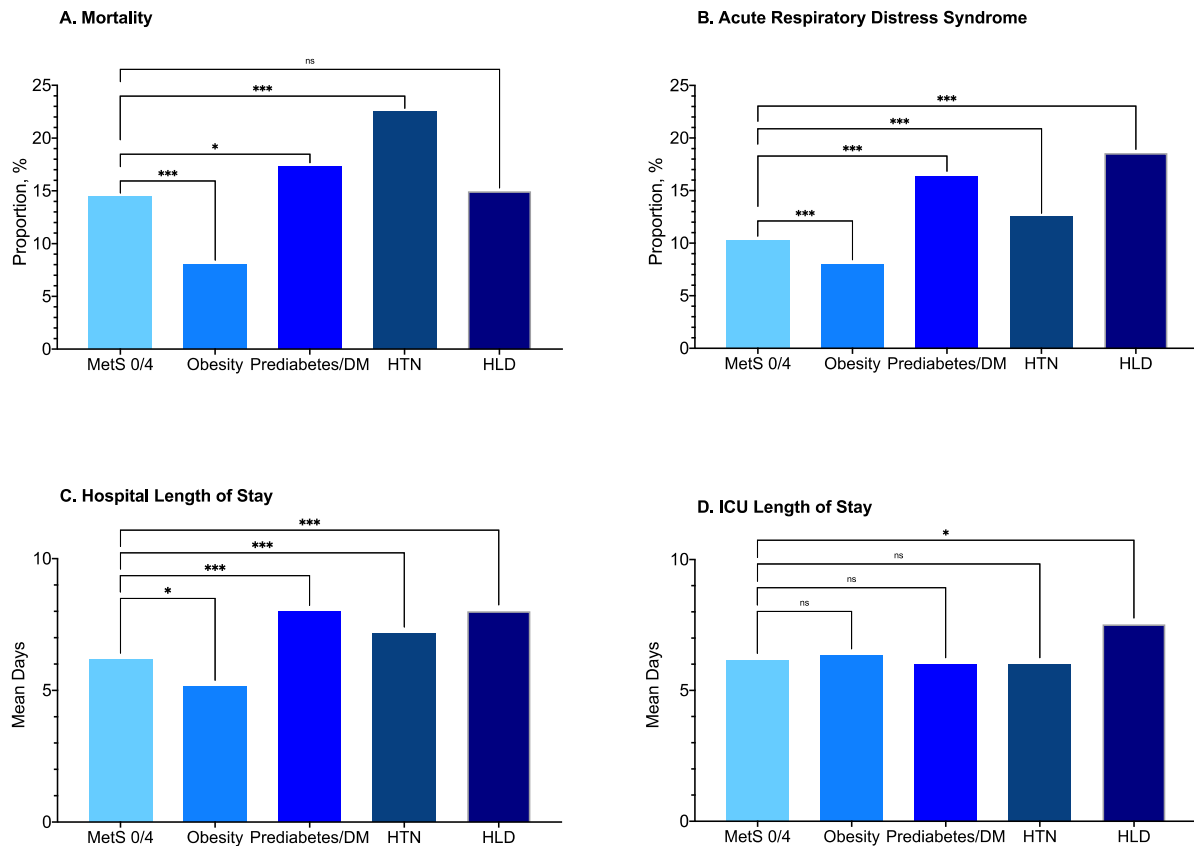 A. Mortality
ns
***
*
***
25
20
15
10
5
0
Proportion, %
MetS 0/4 Obesity Prediabetes/DM HTN HLD
B. Acute Respiratory Distress Syndrome
***
***
***
***
25
20
15
10
5
0
Proportion, %
MetS 0/4 Obesity Prediabetes/DM HTN HLD
C. Hospital Length of Stay
***
***
***
*
10
5
0
Mean Days
MetS 0/4 Obesity Prediabetes/DM HTN HLD
D. ICU Length of Stay
*
ns
ns
ns
10
5
0
Mean Days
MetS 0/4 Obesity Prediabetes/DM HTN HLD